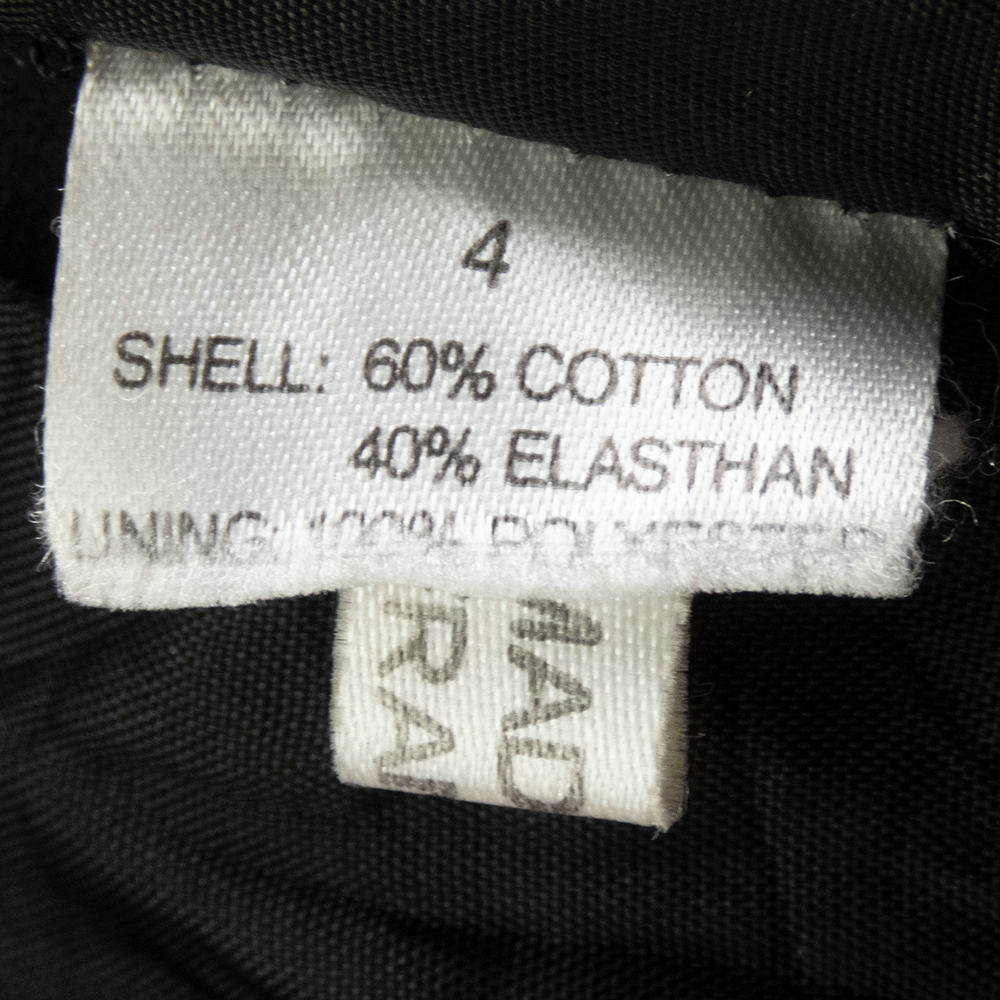 4
SHELL: 60% COTTON
40% ELASTHAN
LINING: 100% POLYESTER